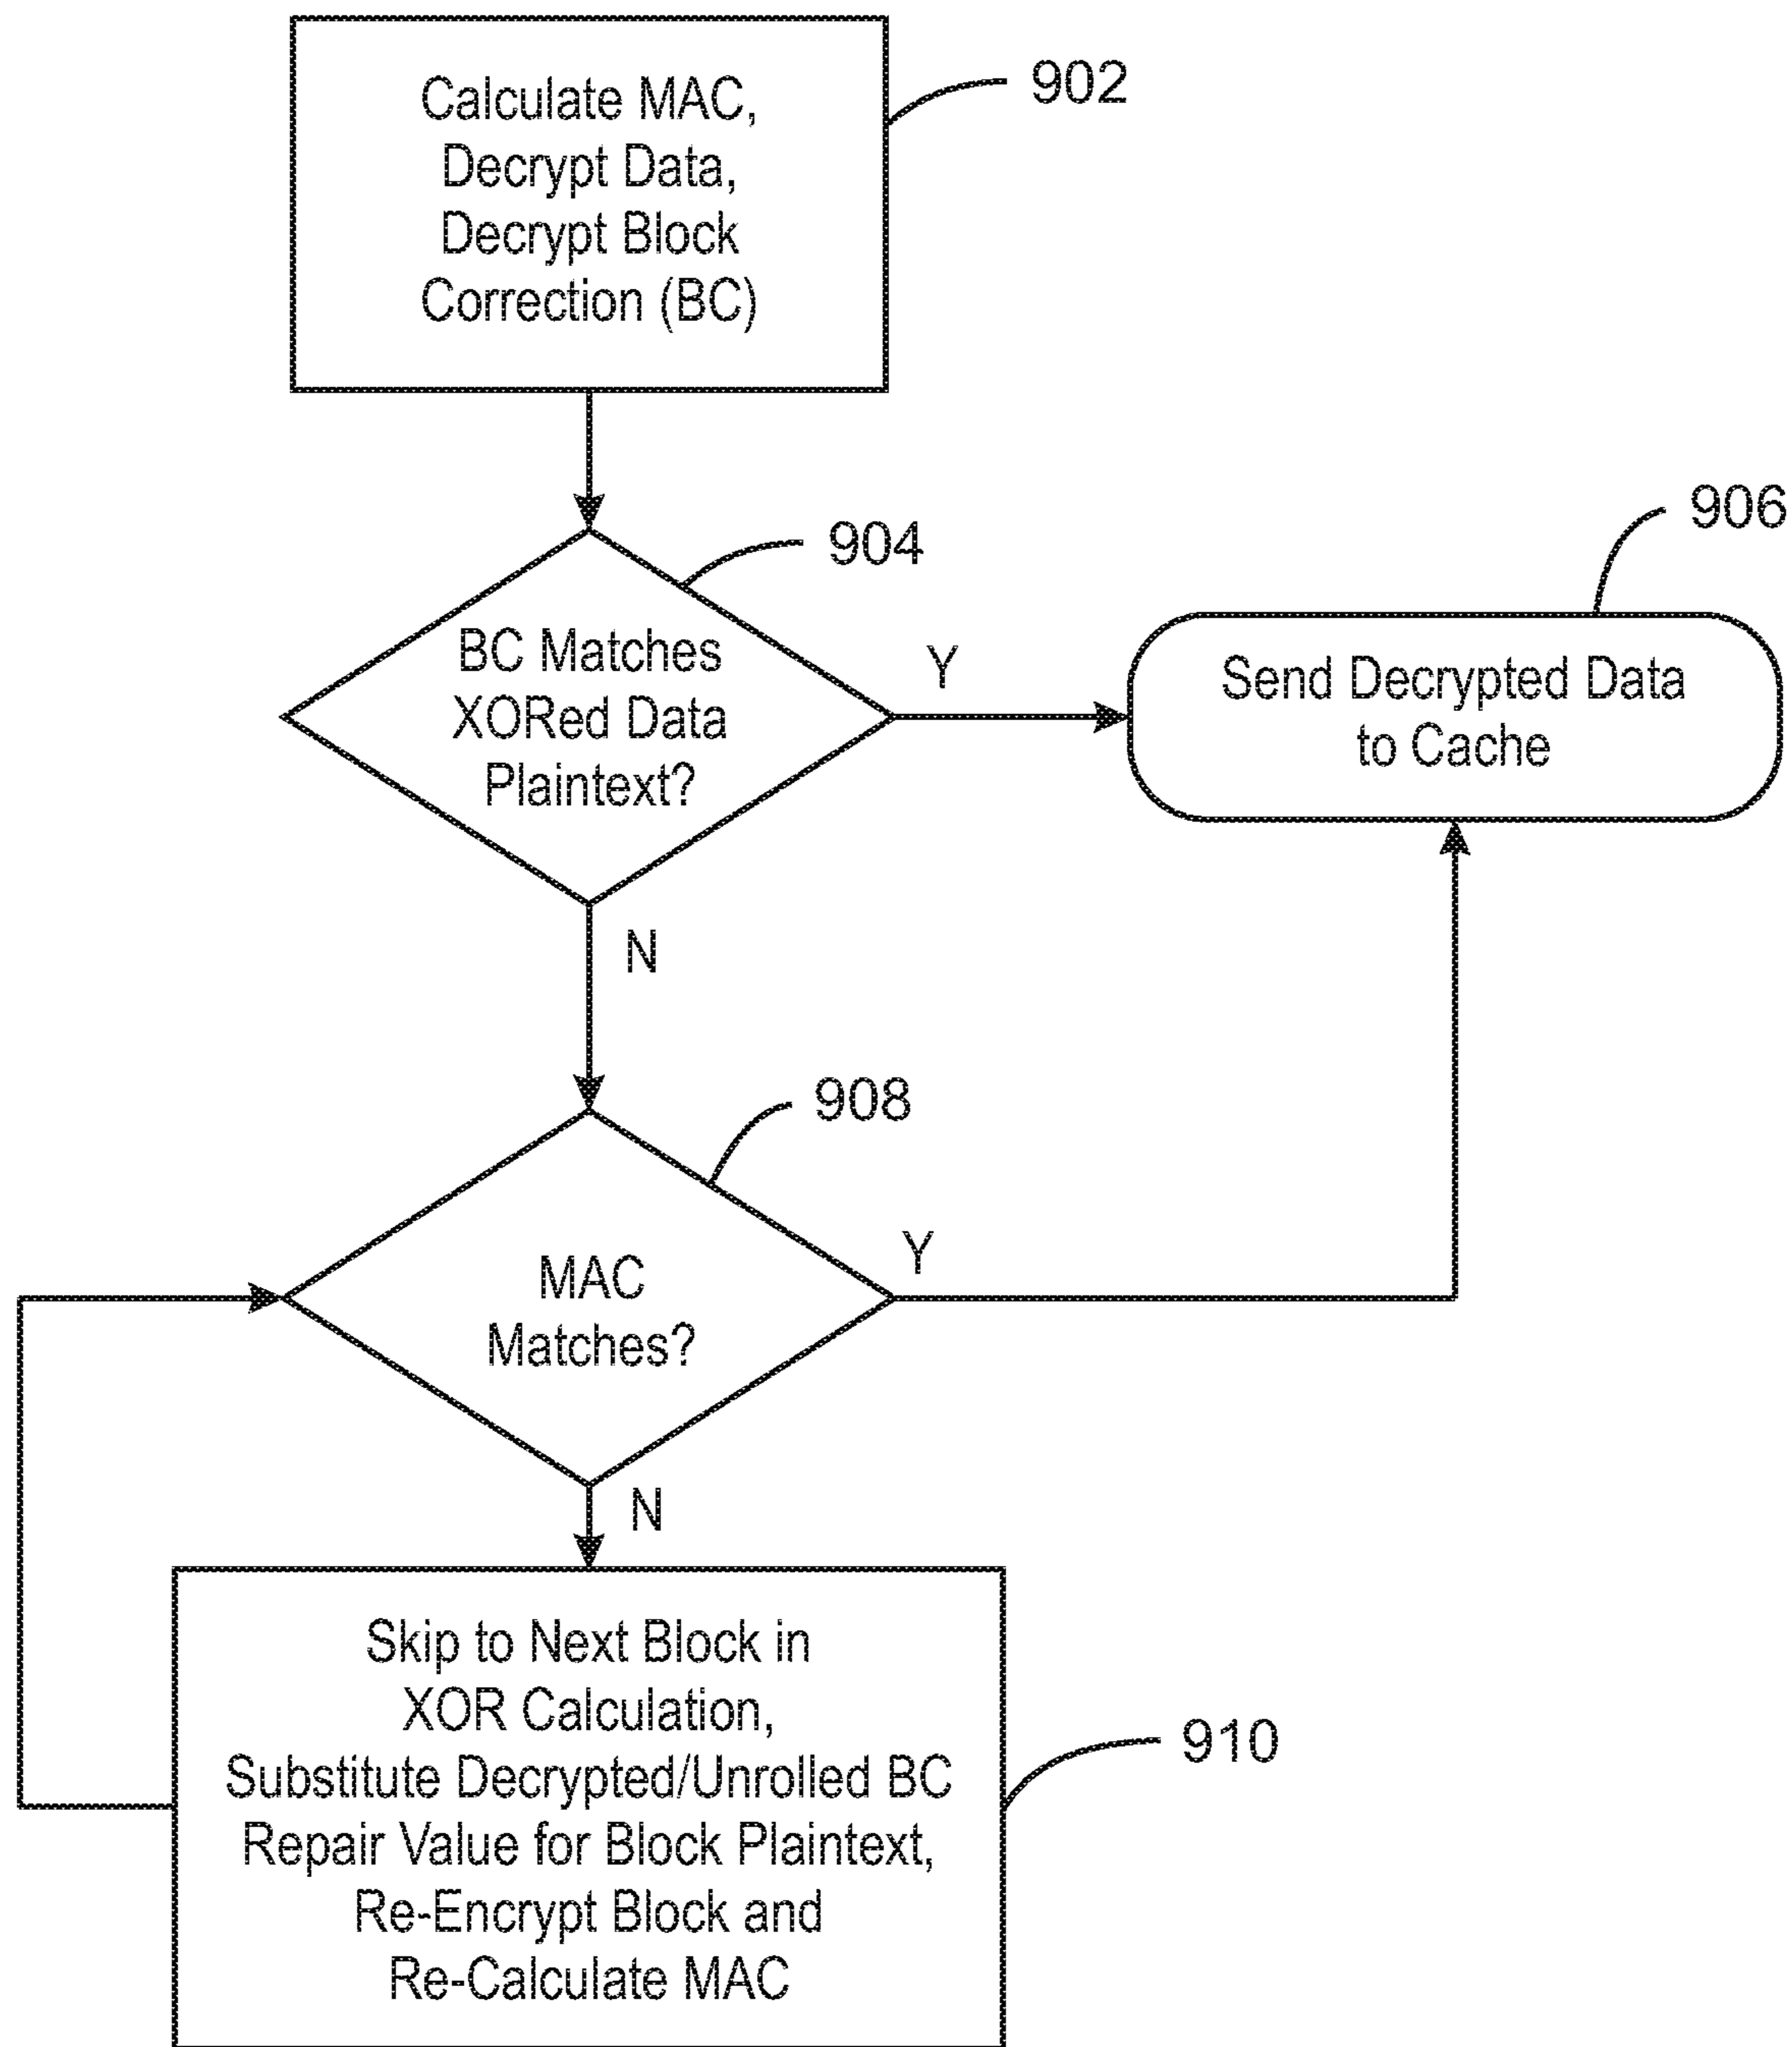 Calculate MAC,
Decrypt Data,
Decrypt Block
Correction (BC)
902
904
906
BC Matches
XORed Data
Plaintext?
Y
Send Decrypted Data
to Cache
N
908
MAC
Matches?
Y
N
Skip to Next Block in
XOR Calculation,
Substitute Decrypted/Unrolled BC
Repair Value for Block Plaintext,
Re-Encrypt Block and
Re-Calculate MAC
910